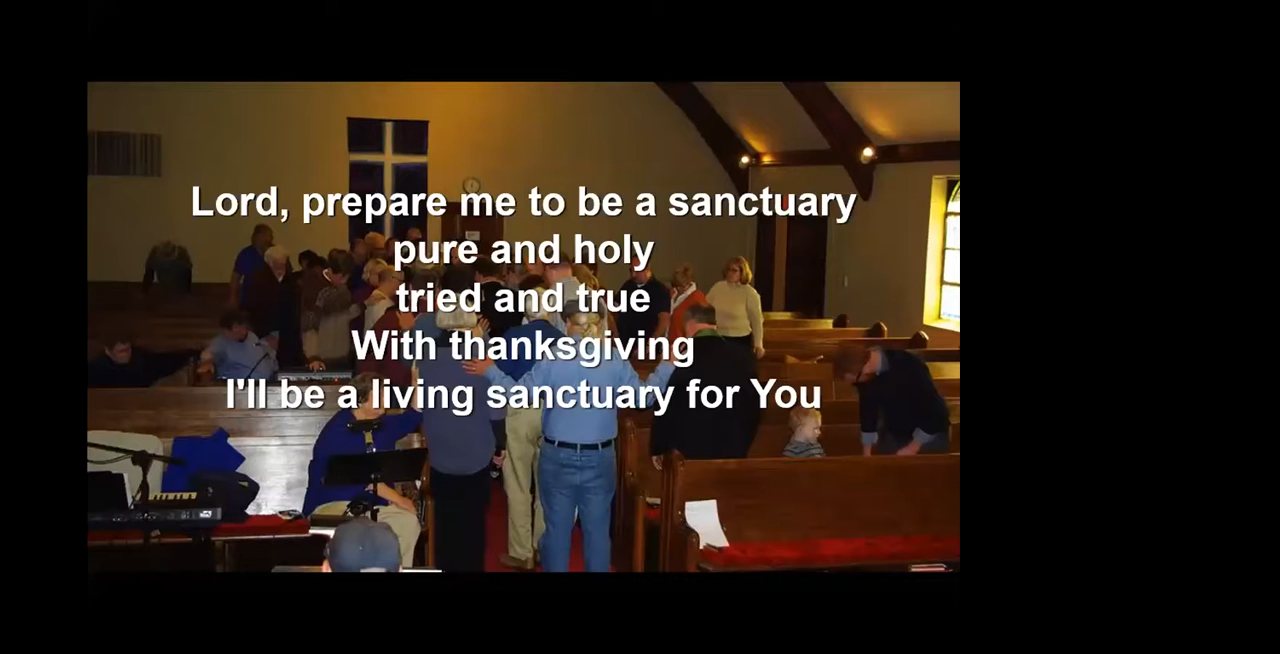 Lord, prepare me to be a sanctuary
pure and holy
tried and true
With thanksgiving
I'll be a living sanctuary for You